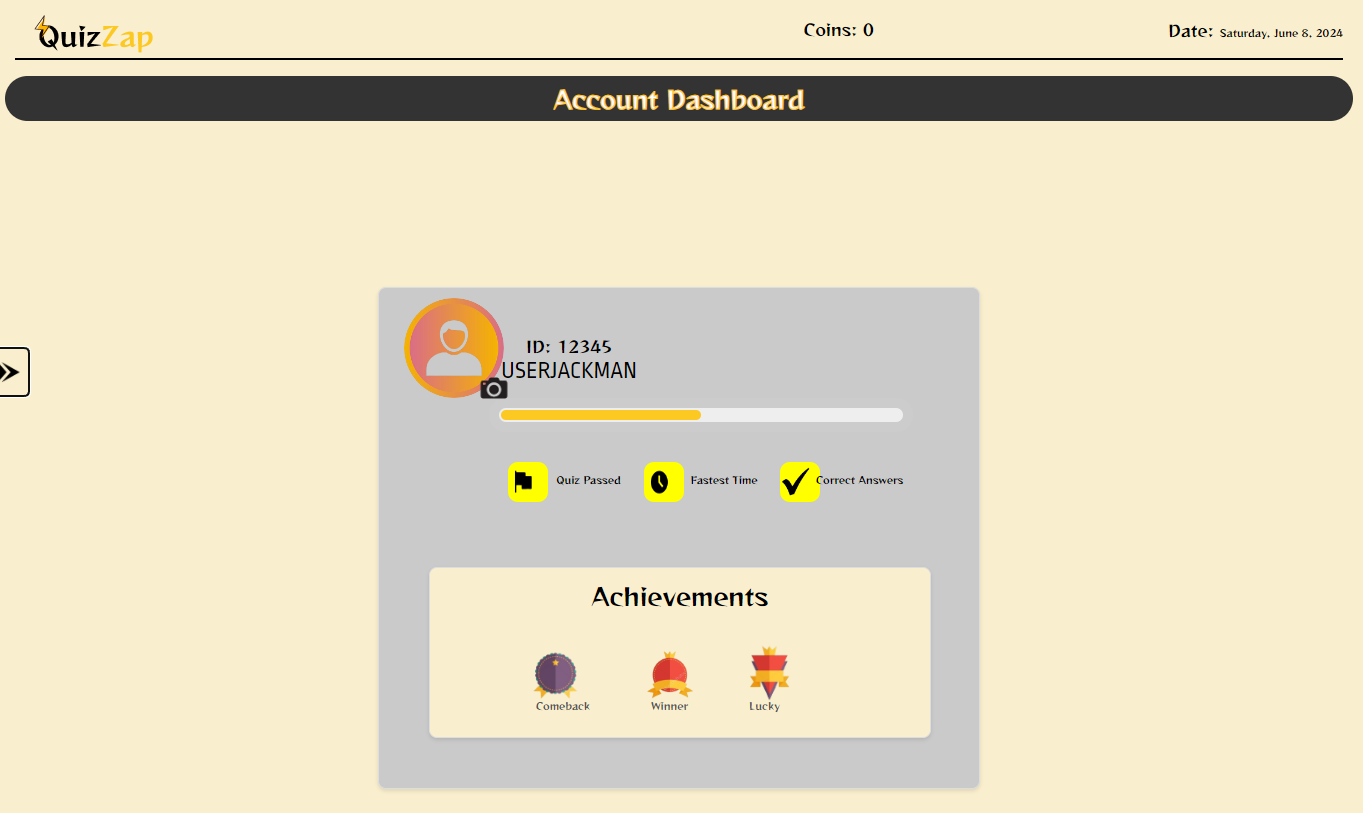 QuizZap
Coins: 0
Date: Saturday, June 8, 2024
Account Dashboard
ID: 12345
USERJACKMAN
Quiz Passed
Fastest Time
Correct Answers
Achievements
Comeback
Winner
Lucky